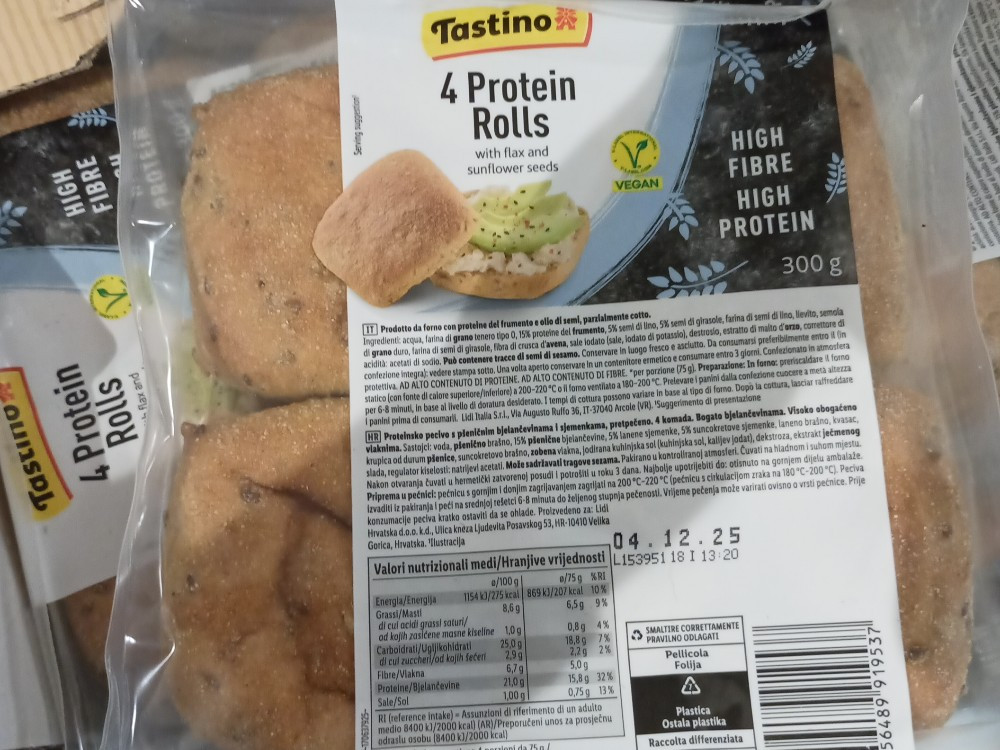 Tastino
4 Protein
Rolls
with flax and
sunflower seeds
Serving suggestion¹
VEGAN
HIGH
FIBRE
HIGH
PROTEIN
300 g
IT Prodotto da forno con proteine del frumento e olio di semi, parzialmente cotto.
Ingredienti: acqua, farina di grano tenero tipo 0, 15% proteine del frumento, 5% semi di lino, 5% semi di girasole, farina di semi di lino, lievito, semola
di grano duro, farina di semi di girasole, fibra di crusca d'avena, sale iodato (sale, iodato di potassio), destrosio, estratto di malto d'orzo, correttore di
acidità: acetati di sodio. Può contenere tracce di semi di sesamo. Conservare in luogo fresco e asciutto. Da consumarsi preferibilmente entro il (in
confezione integra): vedere stampa sotto. Una volta aperto conservare in un contenitore ermetico e consumare entro 3 giorni. Confezionato in atmosfera
protettiva. AD ALTO CONTENUTO DI PROTEINE. AD ALTO CONTENUTO DI FIBRE. *per porzione (75 g). Preparazione: In forno: preriscaldare il forno
statico (con fonte di calore superiore/inferiore) a 200-220 °C o il forno ventilato a 180-200 °C. Prelevare i panini dalla confezione e cuocere a metà altezza
per 6-8 minuti, in base al livello di doratura desiderato. I tempi di cottura possono variare in base al tipo di forno. Dopo la cottura, lasciar raffreddare
i panini prima di consumarli. Lidl Italia S.r.l., Via Augusto Ruffo 36, IT-37040 Arcole (VR). ¹Suggerimento di presentazione
HR Proteinsko pecivo s pšeničnim bjelančevinama i sjemenkama, pretpečeno. 4 komada. Bogato bjelančevinama. Visoko obogaćeno
vlaknima. Sastojci: voda, pšenično brašno, 15% pšenične bjelančevine, 5% lanene sjemenke, 5% suncokretove sjemenke, laneno brašno, kvasac,
krupica od durum pšenice, suncokretovo brašno, zobena vlakna, jodirana kuhinjska sol (kuhinjska sol, kalijev jodat), dekstroza, ekstrakt ječmenog
slada, regulator kiselosti: natrijevi acetati. Može sadržavati tragove sezama. Pakirano u kontroliranoj atmosferi. Čuvati na hladnom i suhom mjestu.
Nakon otvaranja čuvati u hermetički zatvorenoj posudi i potrošiti u roku 3 dana. Najbolje upotrijebiti do: otisnuto na gornjem dijelu ambalaže.
Priprema u pećnici: pećnicu s gornjim i donjim zagrijavanjem zagrijati na 200 °C-220 °C (pećnicu s cirkulacijom zraka na 180 °C-200 °C). Peciva
izvaditi iz pakiranja i peći na srednjoj rešetci 6-8 minuta do željenog stupnja pečenosti. Vrijeme pečenja može varirati ovisno o vrsti pećnice. Prije
konzumacije peciva kratko ostaviti da se ohlade. Proizvedeno za: Lidl
Hrvatska d.o.o. k.d., Ulica kneza Ljudevita Posavskog 53, HR-10410 Velika
Gorica, Hrvatska. ¹Ilustracija
04.12.25
L153951 18 I 13:20
Valori nutrizionali medi/Hranjive vrijednosti
ø/100 g ø/75 g %RI
Energia/Energija 1154 kJ/275 kcal 869 kJ/207 kcal 10 %
Grassi/Masti 8,6 g 6,5 g 9 %
di cui acidi grassi saturi/
od kojih zasićene masne kiseline 1,0 g 0,8 g 4 %
Carboidrati/Ugljikohidrati 25,0 g 18,8 g 7 %
di cui zuccheri/od kojih šećeri 2,9 g 2,2 g 2 %
Fibre/Vlakna 6,7 g 5,0 g
Proteine/Bjelančevine 21,0 g 15,8 g 32 %
Sale/Sol 1,00 g 0,75 g 13 %
RI (reference intake) = Assunzioni di riferimento di un adulto
medio 8400 kJ/2000 kcal) (AR)/Preporučeni unos za prosječnu
odraslu osobu (8400 kJ/2000 kcal)
4 porzioni da 75 g /
SMALTIRE CORRETTAMENTE
PRAVILNO ODLAGATI
Pellicola
Folija
7
Plastica
Ostala plastika
Raccolta differenziata
56489 919537
HIGH
FIBRE
PROTEIN
Tastino
4 Protein
Rolls
flax and